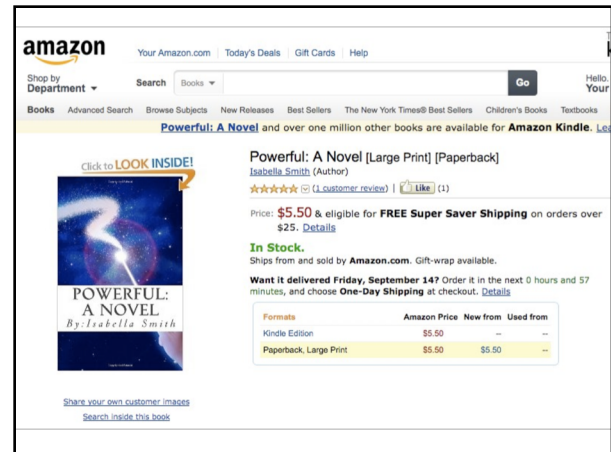 amazon
Your Amazon.com Today's Deals Gift Cards Help
Shop by
Department
Search Books Go
Hello.
Your
Books Advanced Search Browse Subjects New Releases Best Sellers The New York Times® Best Sellers Children's Books Textbooks
Powerful: A Novel and over one million other books are available for Amazon Kindle.
Click to LOOK INSIDE!
POWERFUL:
A NOVEL
By:Isabella Smith
Share your own customer images
Search inside this book
Powerful: A Novel [Large Print] [Paperback]
Isabella Smith (Author)
(1 customer review) | Like (1)
Price: $5.50 & eligible for FREE Super Saver Shipping on orders over
$25. Details
In Stock.
Ships from and sold by Amazon.com. Gift-wrap available.
Want it delivered Friday, September 14? Order it in the next 0 hours and 57
minutes, and choose One-Day Shipping at checkout. Details
Formats Amazon Price New from Used from
Kindle Edition $5.50 -- --
Paperback, Large Print $5.50 $5.50 --